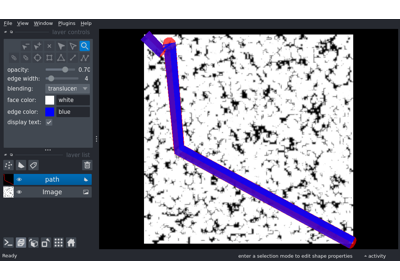 File View Window Plugins Help
layer controls
opacity: 0.70
edge width: 4
blending: translucen
face color: white
edge color: blue
display text:
layer list
path
Image
Ready enter a selection mode to edit shape properties activity